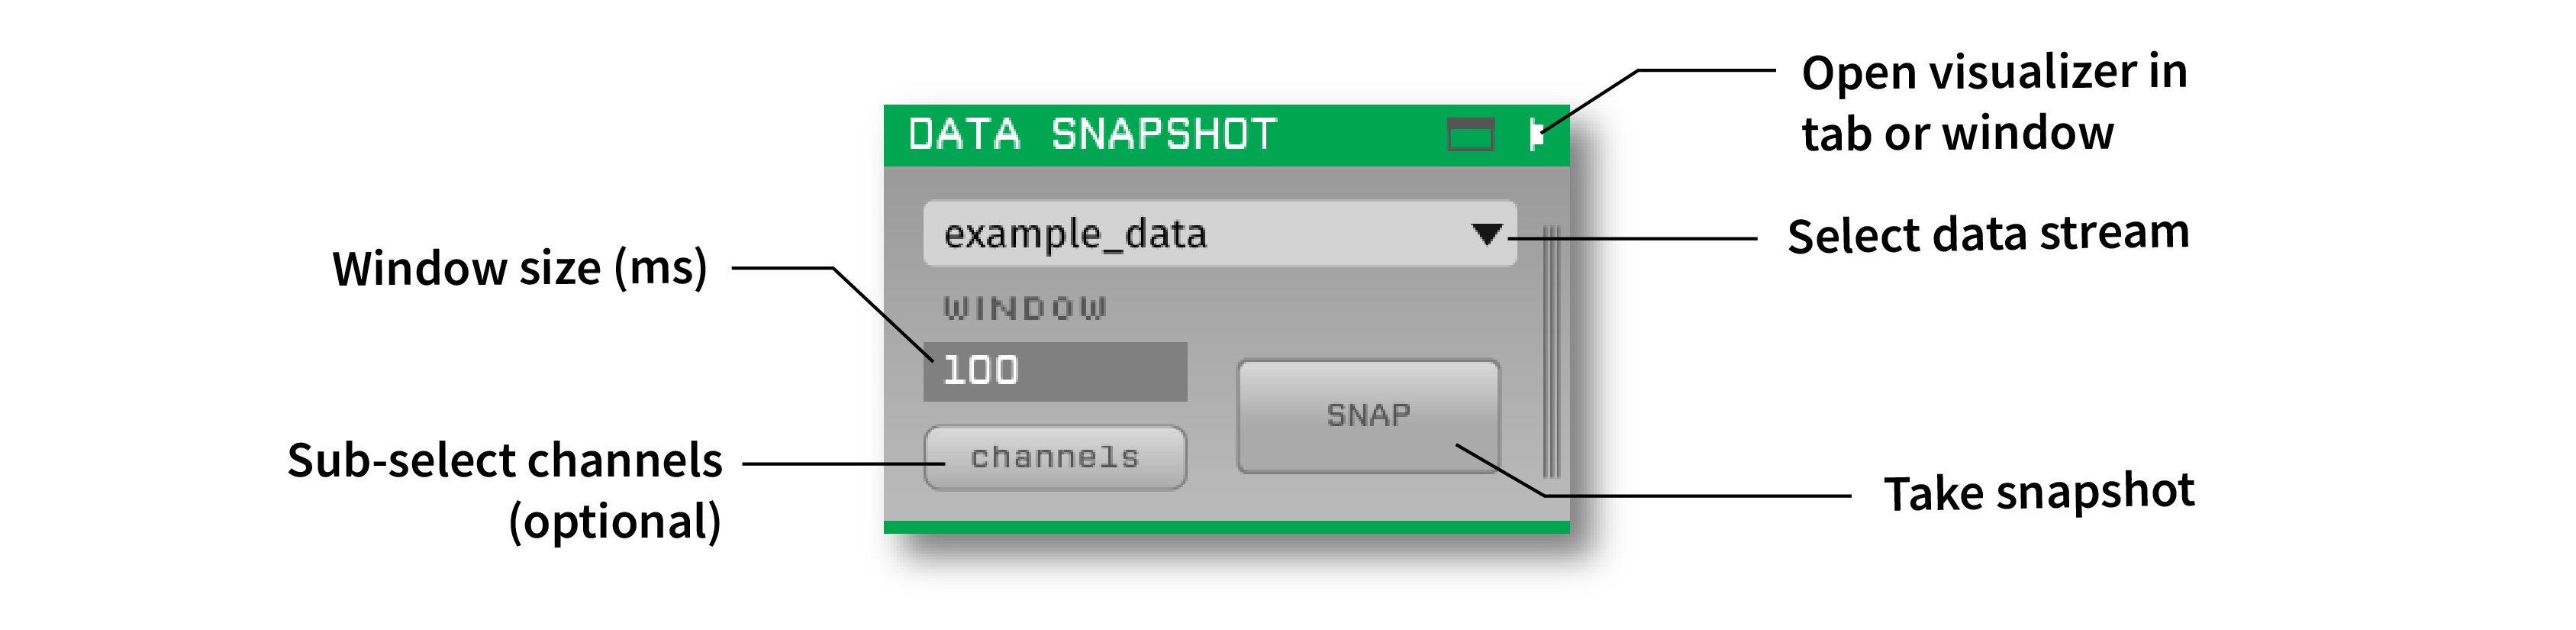 Open visualizer in
tab or window
DATA SNAPSHOT
example_data
Select data stream
Window size (ms)
WINDOW
100
SNAP
channels
Sub-select channels
(optional)
Take snapshot